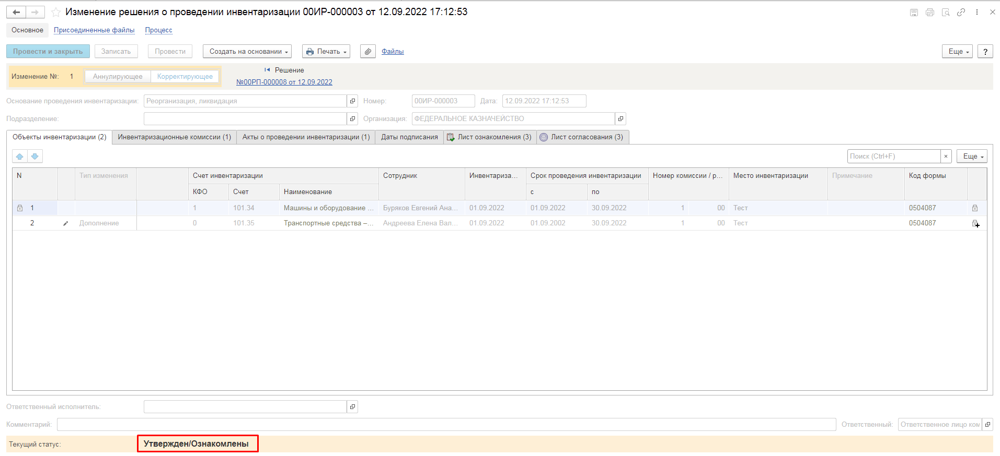 Изменение решения о проведении инвентаризации 00ИР-000003 от 12.09.2022 17:12:53
Основное Присоединенные файлы Процесс
Провести и закрыть Записать Провести Создать на основании Печать Файлы Еще ?
Изменение №: 1 Аннулирующее Корректирующее
Решение
№00РП-000008 от 12.09.2022
Основание проведения инвентаризации: Реорганизация, ликвидация Номер: 00ИР-000003 Дата: 12.09.2022 17:12:53
Подразделение: Организация: ФЕДЕРАЛЬНОЕ КАЗНАЧЕЙСТВО
Объекты инвентаризации (2) Инвентаризационные комиссии (1) Акты о проведении инвентаризации (1) Даты подписания Лист ознакомления (3) Лист согласования (3)
Поиск (Ctrl+F) × Еще
N Тип изменения Счет инвентаризации Сотрудник Инвентариза... Срок проведения инвентаризации Номер комиссии / р... Место инвентаризации Примечание Код формы
КФО Счет Наименование с по
1 1 101.34 Машины и оборудование ... Буряков Евгений Ана... 01.09.2022 01.09.2022 30.09.2022 1 00 Тест 0504087
2 Дополнение 0 101.35 Транспортные средства –... Андреева Елена Вал... 01.09.2022 01.09.2002 30.09.2022 1 00 Тест 0504087
Ответственный исполнитель:
Комментарий: Ответственный: Ответственное лицо ком
Текущий статус: Утвержден/Ознакомлены